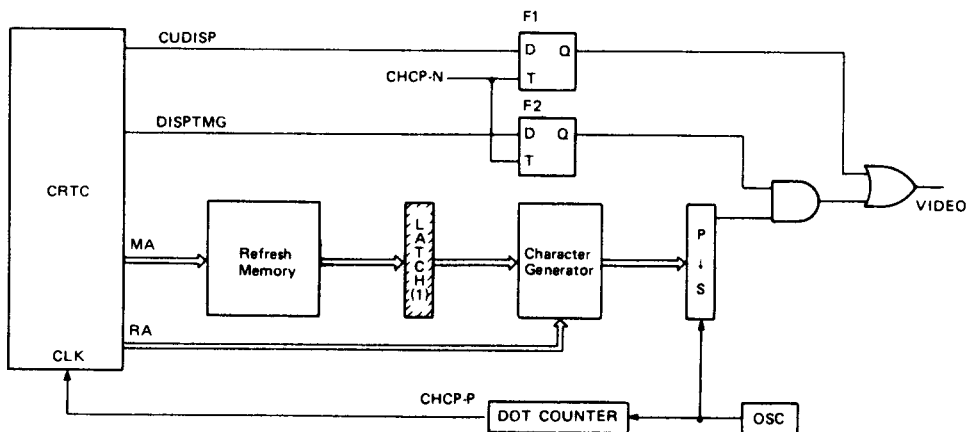 F1
CUDISP
D Q
CHCP-N
T
F2
DISPTMG
D Q
T
CRTC
VIDEO
MA
Refresh
Memory
LATCH(1)
Character
Generator
P
↓
S
RA
CLK
CHCP-P
DOT COUNTER
OSC